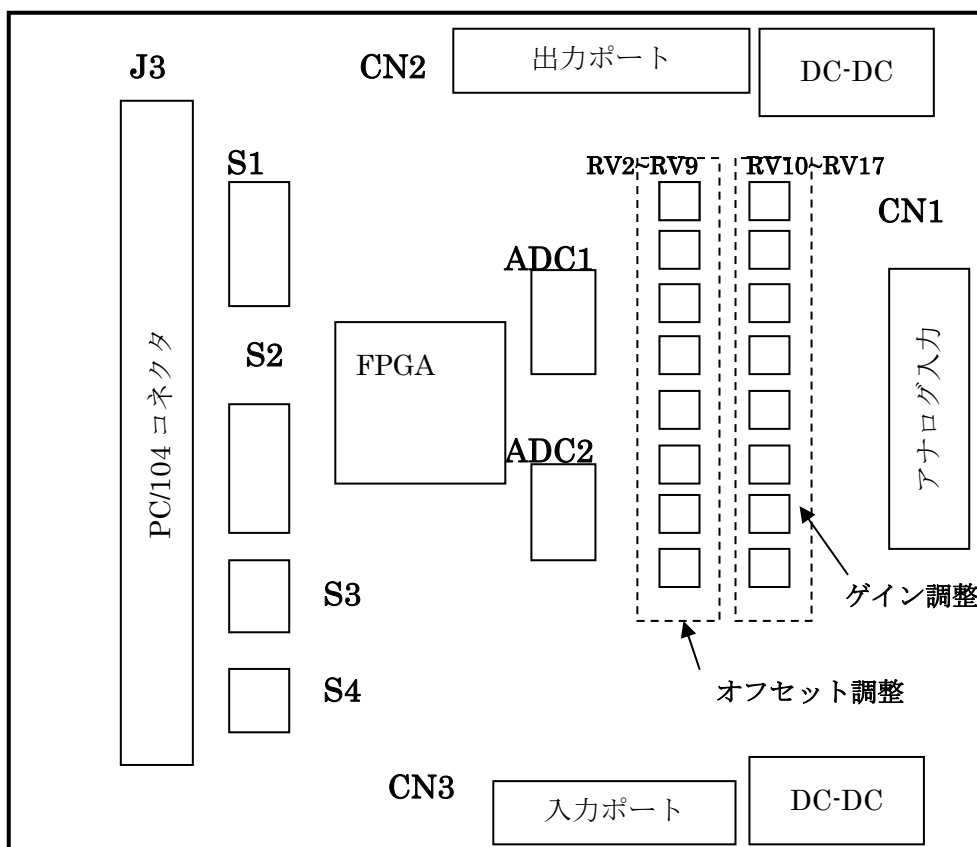 J3
CN2
出力ポート
DC-DC
S1
RV2~RV9
RV10~RV17
CN1
ADC1
S2
FPGA
PC/104 コネクタ
アナログ入力
ADC2
S3
ゲイン調整
S4
オフセット調整
CN3
入力ポート
DC-DC